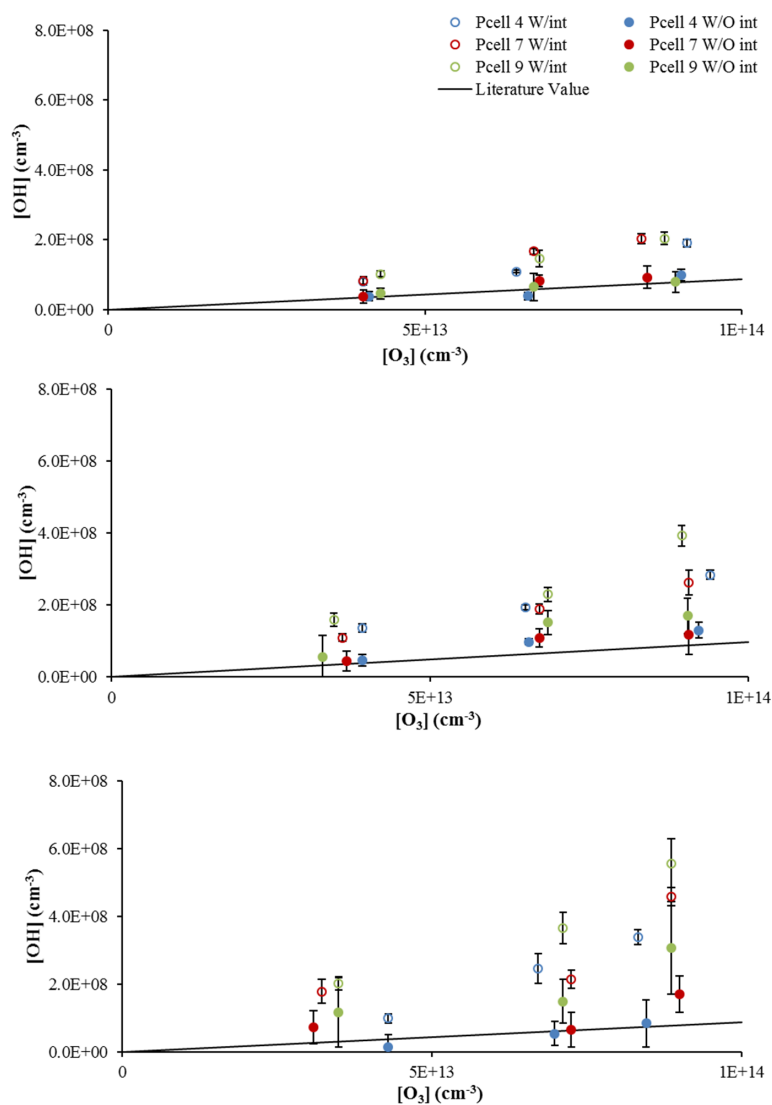 Pcell 4 W/int Pcell 4 W/O int
Pcell 7 W/int Pcell 7 W/O int
Pcell 9 W/int Pcell 9 W/O int
Literature Value
8.0E+08
6.0E+08
4.0E+08
2.0E+08
0.0E+00
[OH] (cm⁻³)
0 5E+13 1E+14
[O₃] (cm⁻³)
8.0E+08
6.0E+08
4.0E+08
2.0E+08
0.0E+00
[OH] (cm⁻³)
0 5E+13 1E+14
[O₃] (cm⁻³)
8.0E+08
6.0E+08
4.0E+08
2.0E+08
0.0E+00
[OH] (cm⁻³)
0 5E+13 1E+14
[O₃] (cm⁻³)